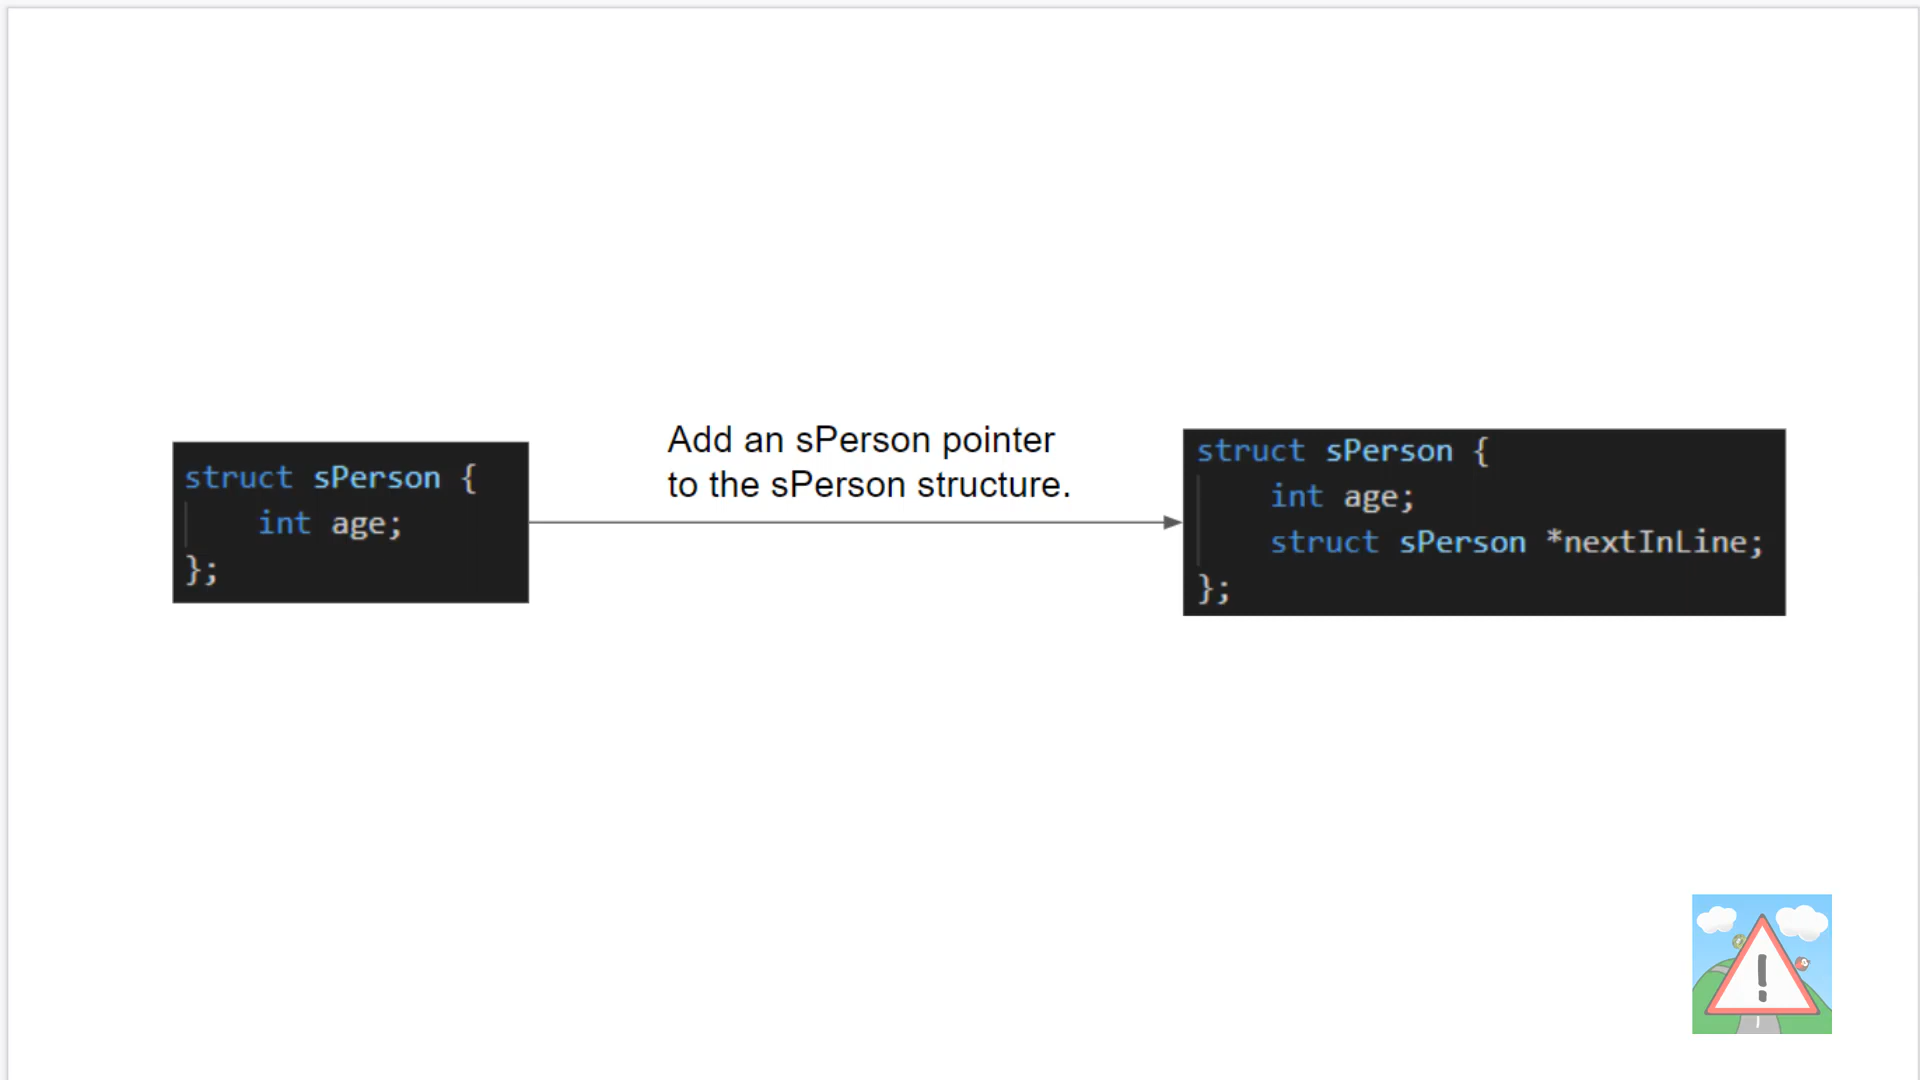 struct sPerson {
    int age;
};
Add an sPerson pointer
to the sPerson structure.
struct sPerson {
    int age;
    struct sPerson *nextInLine;
};
!